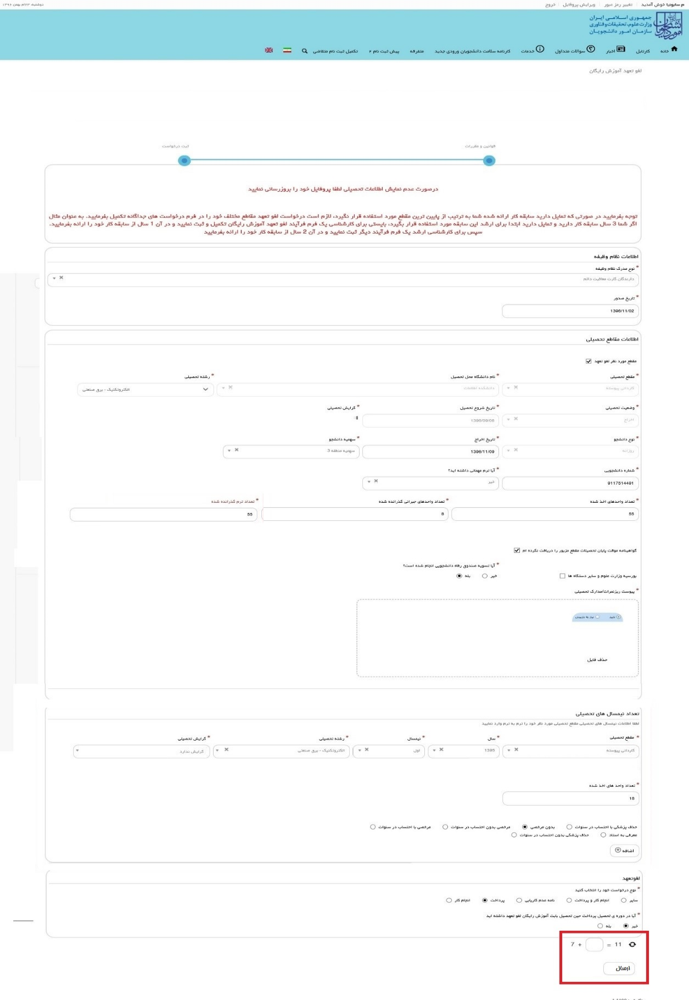 م سابونیا خوش آمدید | تغییر رمز عبور | ویرایش پروفایل | خروج
دوشنبه، ۲۳ام بهمن ۱۳۹۶
جمهوری اسلامی ایران
وزارت علوم، تحقیقات و فناوری
سازمان امور دانشجویان
خانه کارتابل اخبار سوالات متداول خدمات کارنامه سلامت دانشجویان ورودی جدید متفرقه پیش ثبت نام ۲ تکمیل ثبت نام متقاضی
لغو تعهد آموزش رایگان
قوانین و مقررات ثبت درخواست
درصورت عدم نمایش اطلاعات تحصیلی لطفا پروفایل خود را بروزرسانی نمایید
توجه بفرمایید در صورتی که تمایل دارید سابقه کار ارائه شده شما به ترتیب از پایین ترین مقطع مورد استفاده قرار نگیرد، لازم است درخواست لغو تعهد مقاطع مختلف خود را در فرم درخواست های جداگانه تکمیل بفرمایید. به عنوان مثال
اگر شما 3 سال سابقه کار دارید و تمایل دارید ابتدا برای ارشد این سابقه مورد استفاده قرار بگیرد، بایستی برای کارشناسی یک فرم فرآیند لغو تعهد آموزش رایگان تکمیل و ثبت نمایید و در آن 1 سال از سابقه کار خود را ارائه بفرمایید.
سپس برای کارشناسی ارشد یک فرم فرآیند دیگر ثبت نمایید و در آن 2 سال از سابقه کار خود را ارائه بفرمایید
اطلاعات نظام وظیفه
* نوع مدرک نظام وظیفه
دارندگان کارت معافیت دائم
* تاریخ صدور
1396/11/02
اطلاعات مقاطع تحصیلی
مقطع مورد نظر لغو تعهد
* مقطع تحصیلی * نام دانشگاه محل تحصیل * رشته تحصیلی
کاردانی پیوسته دانشکده اطلاعات الکتروتکنیک - برق صنعتی
* وضعیت تحصیلی * تاریخ شروع تحصیل * گرایش تحصیلی
اخراج 1396/09/06
* نوع دانشجو * تاریخ اخراج * سهمیه دانشجو
روزانه 1396/11/09 سهمیه منطقه 3
* شماره دانشجویی * آیا ترم مهمانی داشته اید؟
9117514491 خیر
* تعداد واحدهای اخذ شده * تعداد واحدهای جبرانی گذرانده شده * تعداد ترم گذرانده شده
55 8 55
گواهینامه موقت پایان تحصیلات مقطع مزبور را دریافت نکرده ام
* آیا تسویه صندوق رفاه دانشجویی انجام شده است؟
بورسیه وزارت علوم و سایر دستگاه ها خیر بله
* پیوست ریزنمرات/مدارک تحصیلی
تایید نیاز به بازبینی
حذف فایل
تعداد نیمسال های تحصیلی
لطفا اطلاعات نیمسال های تحصیلی مقطع تحصیلی مورد نظر خود را ترم به ترم وارد نمایید
* مقطع تحصیلی * سال * نیمسال * رشته تحصیلی * گرایش تحصیلی
کاردانی پیوسته 1395 اول الکتروتکنیک - برق صنعتی گرایش ندارد
* تعداد واحد های اخذ شده
18
حذف پزشکی با احتساب در سنوات بدون مرخصی مرخصی بدون احتساب در سنوات مرخصی با احتساب در سنوات
معرفی به استاد حذف پزشکی بدون احتساب در سنوات
اضافه
لغوتعهد
* نوع درخواست خود را انتخاب کنید
سایر انجام کار و پرداخت نامه عدم کاریابی پرداخت انجام کار
* آیا در دوره ی تحصیل پرداخت حین تحصیل بابت آموزش رایگان لغو تعهد داشته اید
خیر بله
7 + = 11
ارسال